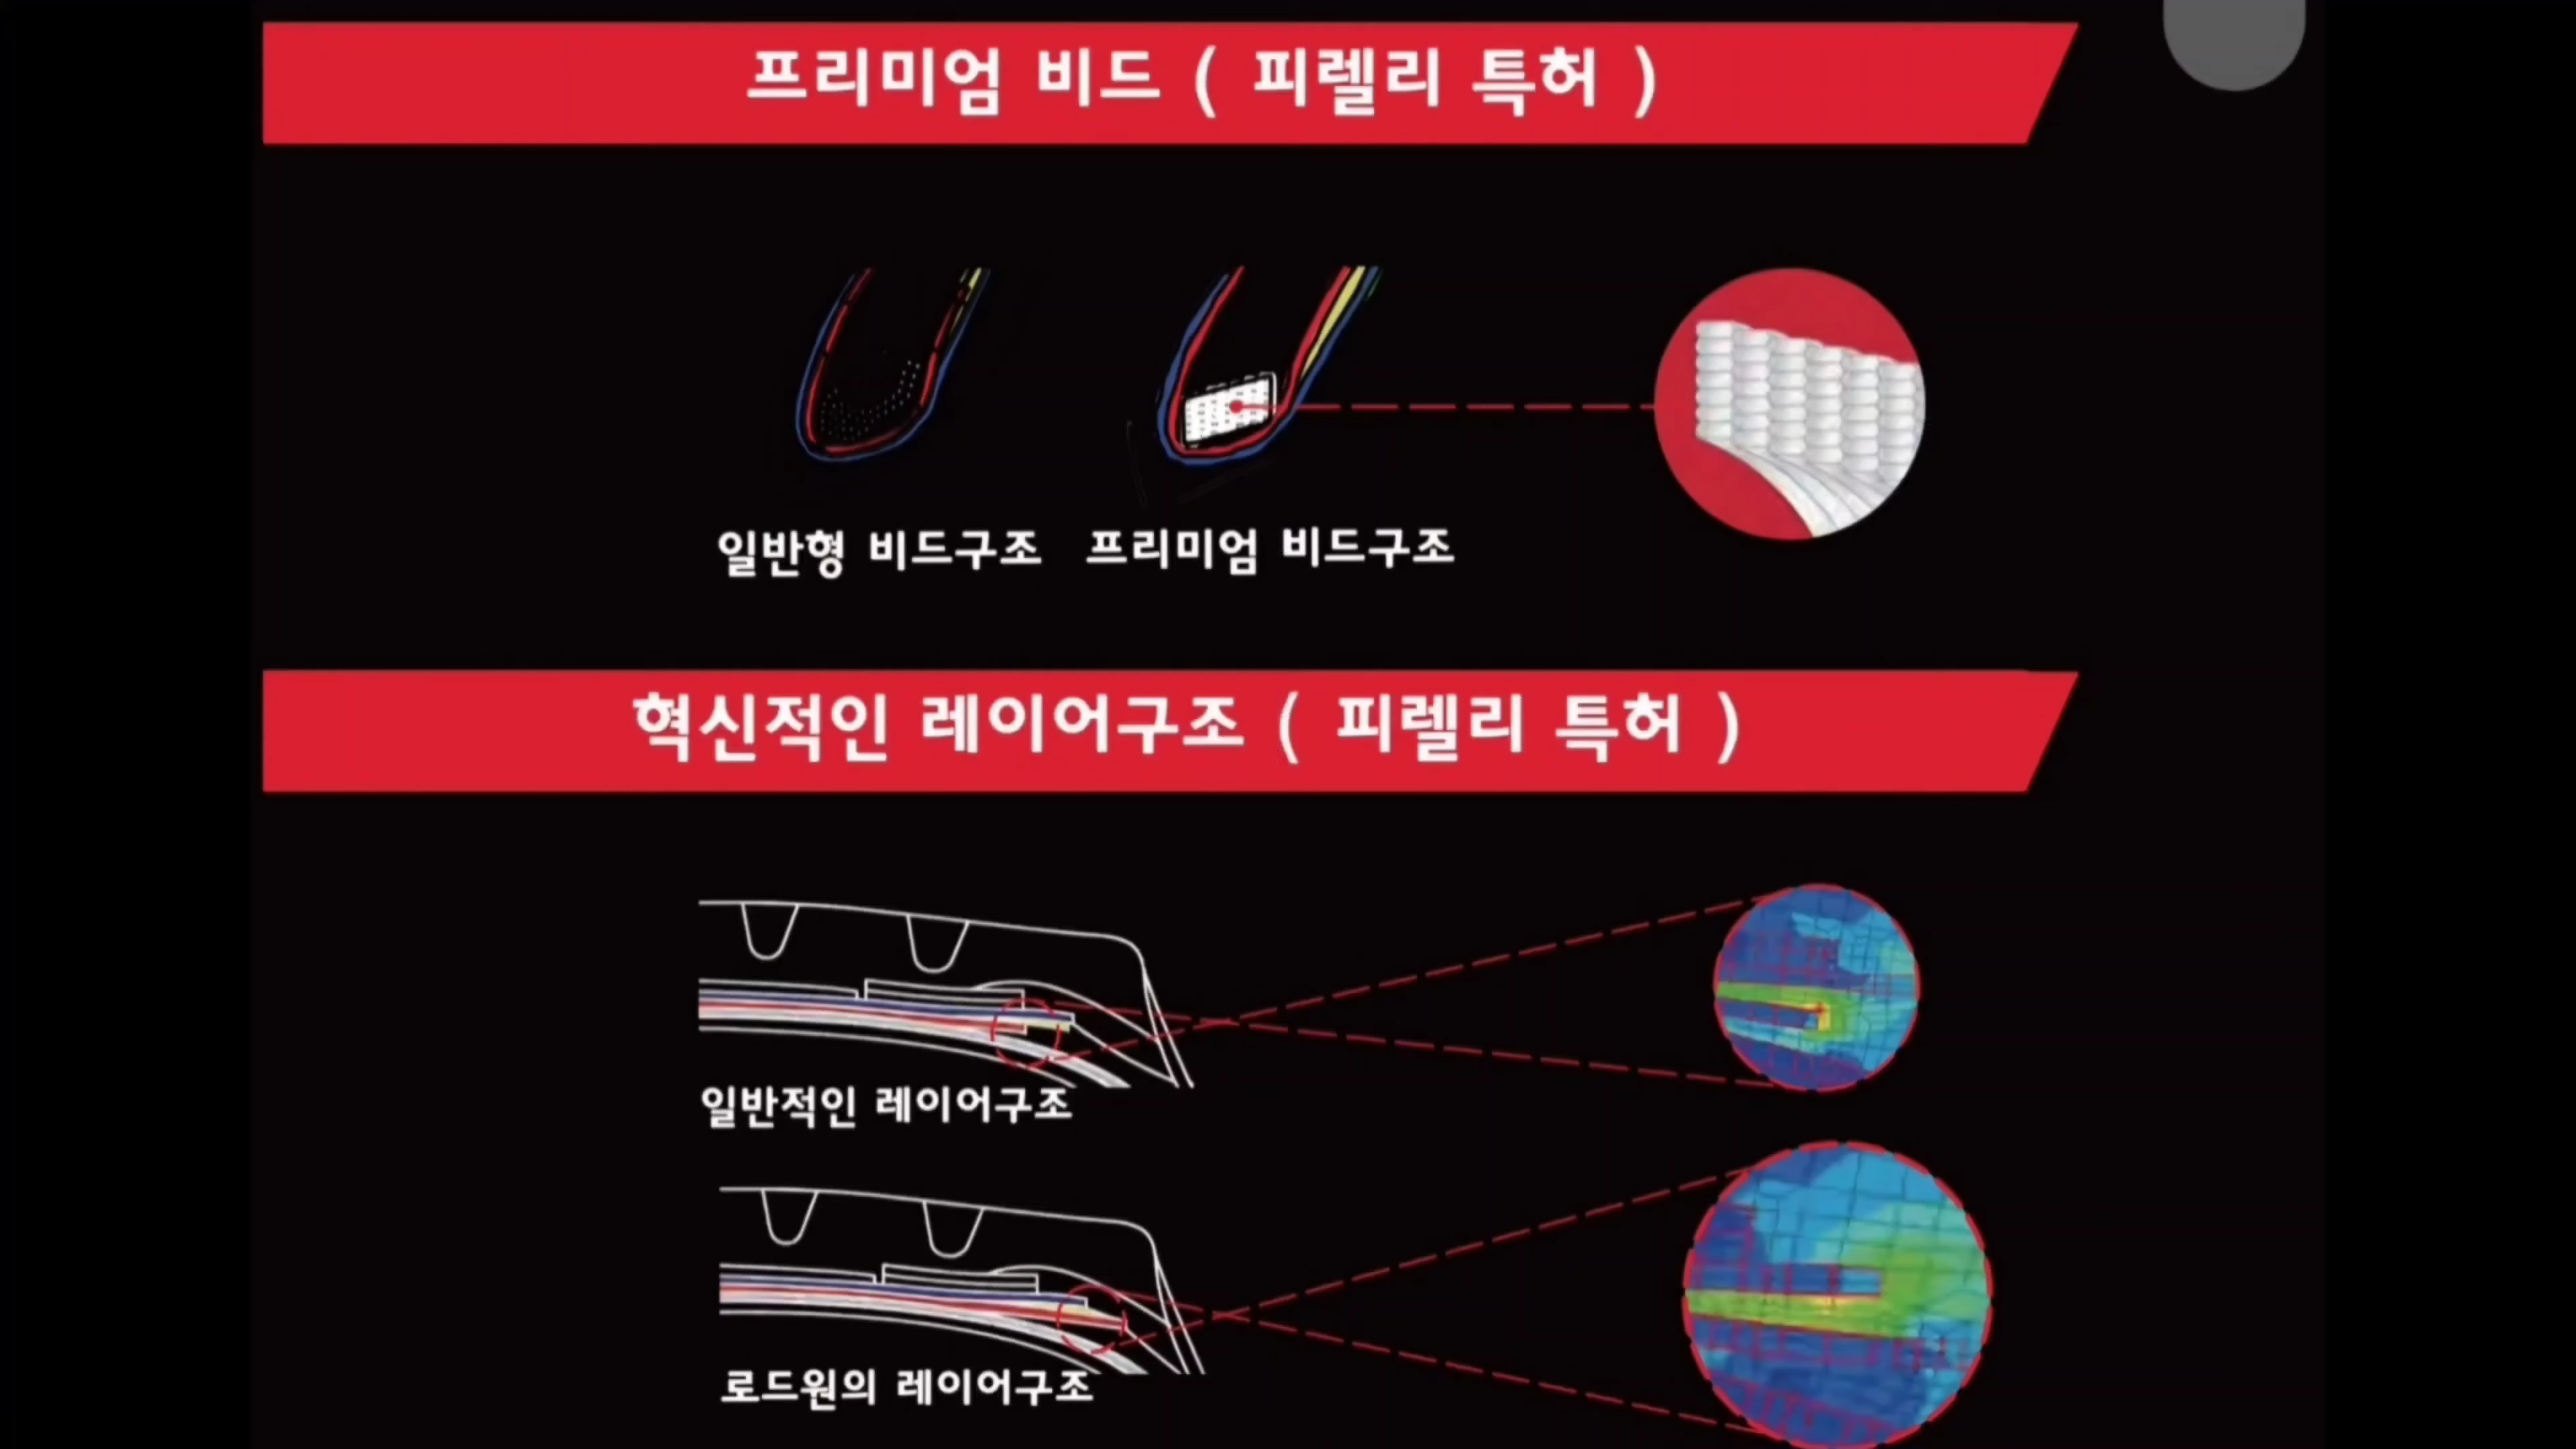 프리미엄 비드 ( 피렐리 특허 )
일반형 비드구조 프리미엄 비드구조
혁신적인 레이어구조 ( 피렐리 특허 )
일반적인 레이어구조
로드원의 레이어구조